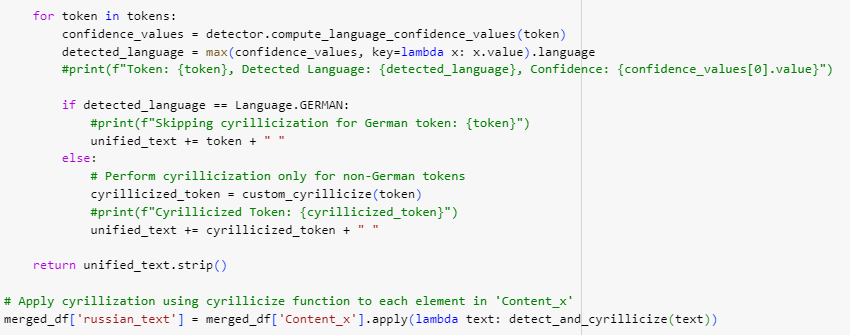 for token in tokens:
confidence_values = detector.compute_language_confidence_values(token)
detected_language = max(confidence_values, key=lambda x: x.value).language
#print(f"Token: {token}, Detected Language: {detected_language}, Confidence: {confidence_values[0].value}")
if detected_language == Language.GERMAN:
#print(f"Skipping cyrillicization for German token: {token}")
unified_text += token + " "
else:
# Perform cyrillicization only for non-German tokens
cyrillicized_token = custom_cyrillicize(token)
#print(f"Cyrillicized Token: {cyrillicized_token}")
unified_text += cyrillicized_token + " "
return unified_text.strip()
# Apply cyrillization using cyrillicize function to each element in 'Content_x'
merged_df['russian_text'] = merged_df['Content_x'].apply(lambda text: detect_and_cyrillicize(text))